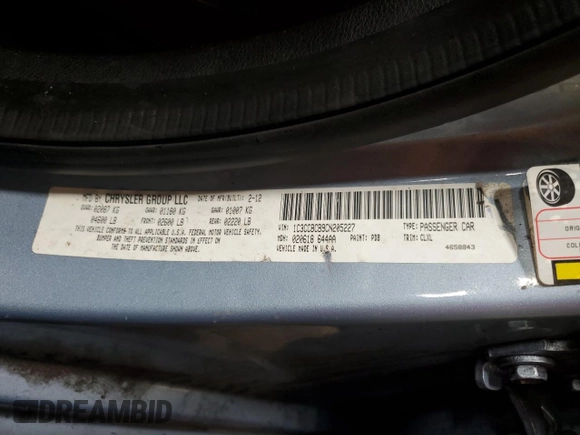 MFD BY CHRYSLER GROUP LLC DATE OF MFR/BUILT: 2-12
GVWR: 02087 KG GAWR: 01180 KG GAWR: 01007 KG
04600 LB FRONT: 02600 LB REAR: 02220 LB
THIS VEHICLE CONFORMS TO ALL APPLICABLE U.S.A. FEDERAL MOTOR VEHICLE SAFETY,
BUMPER AND THEFT PREVENTION STANDARDS IN EFFECT ON
THE DATE OF MANUFACTURE SHOWN ABOVE.
VIN: 1C3CCBCB9CN205227 TYPE: PASSENGER CAR
MDH: 020618 644AA PAINT: PDB TRIM: CLXL
VEHICLE MADE IN U.S.A. 4658843
ORIG
COL
DREAMBID